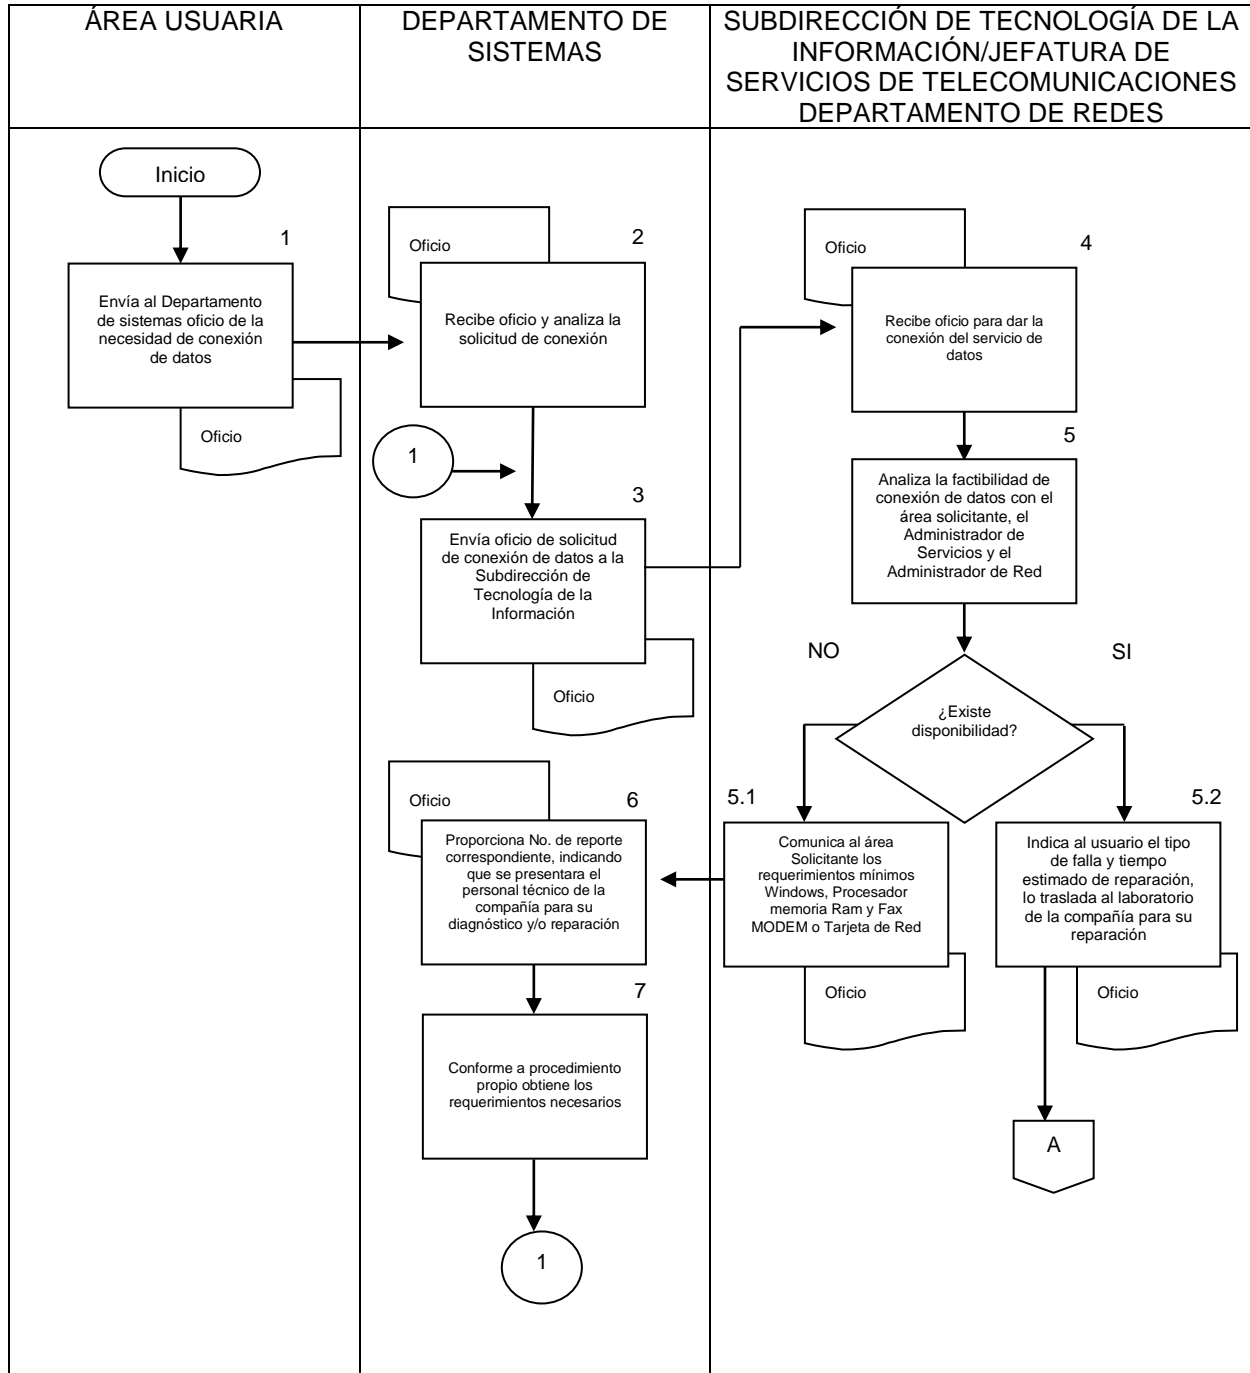 ÁREA USUARIA
DEPARTAMENTO DE
SISTEMAS
SUBDIRECCIÓN DE TECNOLOGÍA DE LA
INFORMACIÓN/JEFATURA DE
SERVICIOS DE TELECOMUNICACIONES
DEPARTAMENTO DE REDES
Inicio
1
Envía al Departamento
de sistemas oficio de la
necesidad de conexión
de datos
Oficio
Oficio
2
Recibe oficio y analiza la
solicitud de conexión
1
3
Envía oficio de solicitud
de conexión de datos a la
Subdirección de
Tecnología de la
Información
Oficio
Oficio
4
Recibe oficio para dar la
conexión del servicio de
datos
5
Analiza la factibilidad de
conexión de datos con el
área solicitante, el
Administrador de
Servicios y el
Administrador de Red
NO
SI
¿Existe
disponibilidad?
5.1
Comunica al área
Solicitante los
requerimientos mínimos
Windows, Procesador
memoria Ram y Fax
MODEM o Tarjeta de Red
Oficio
5.2
Indica al usuario el tipo
de falla y tiempo
estimado de reparación,
lo traslada al laboratorio
de la compañía para su
reparación
Oficio
A
Oficio
6
Proporciona No. de reporte
correspondiente, indicando
que se presentara el
personal técnico de la
compañía para su
diagnóstico y/o reparación
7
Conforme a procedimiento
propio obtiene los
requerimientos necesarios
1